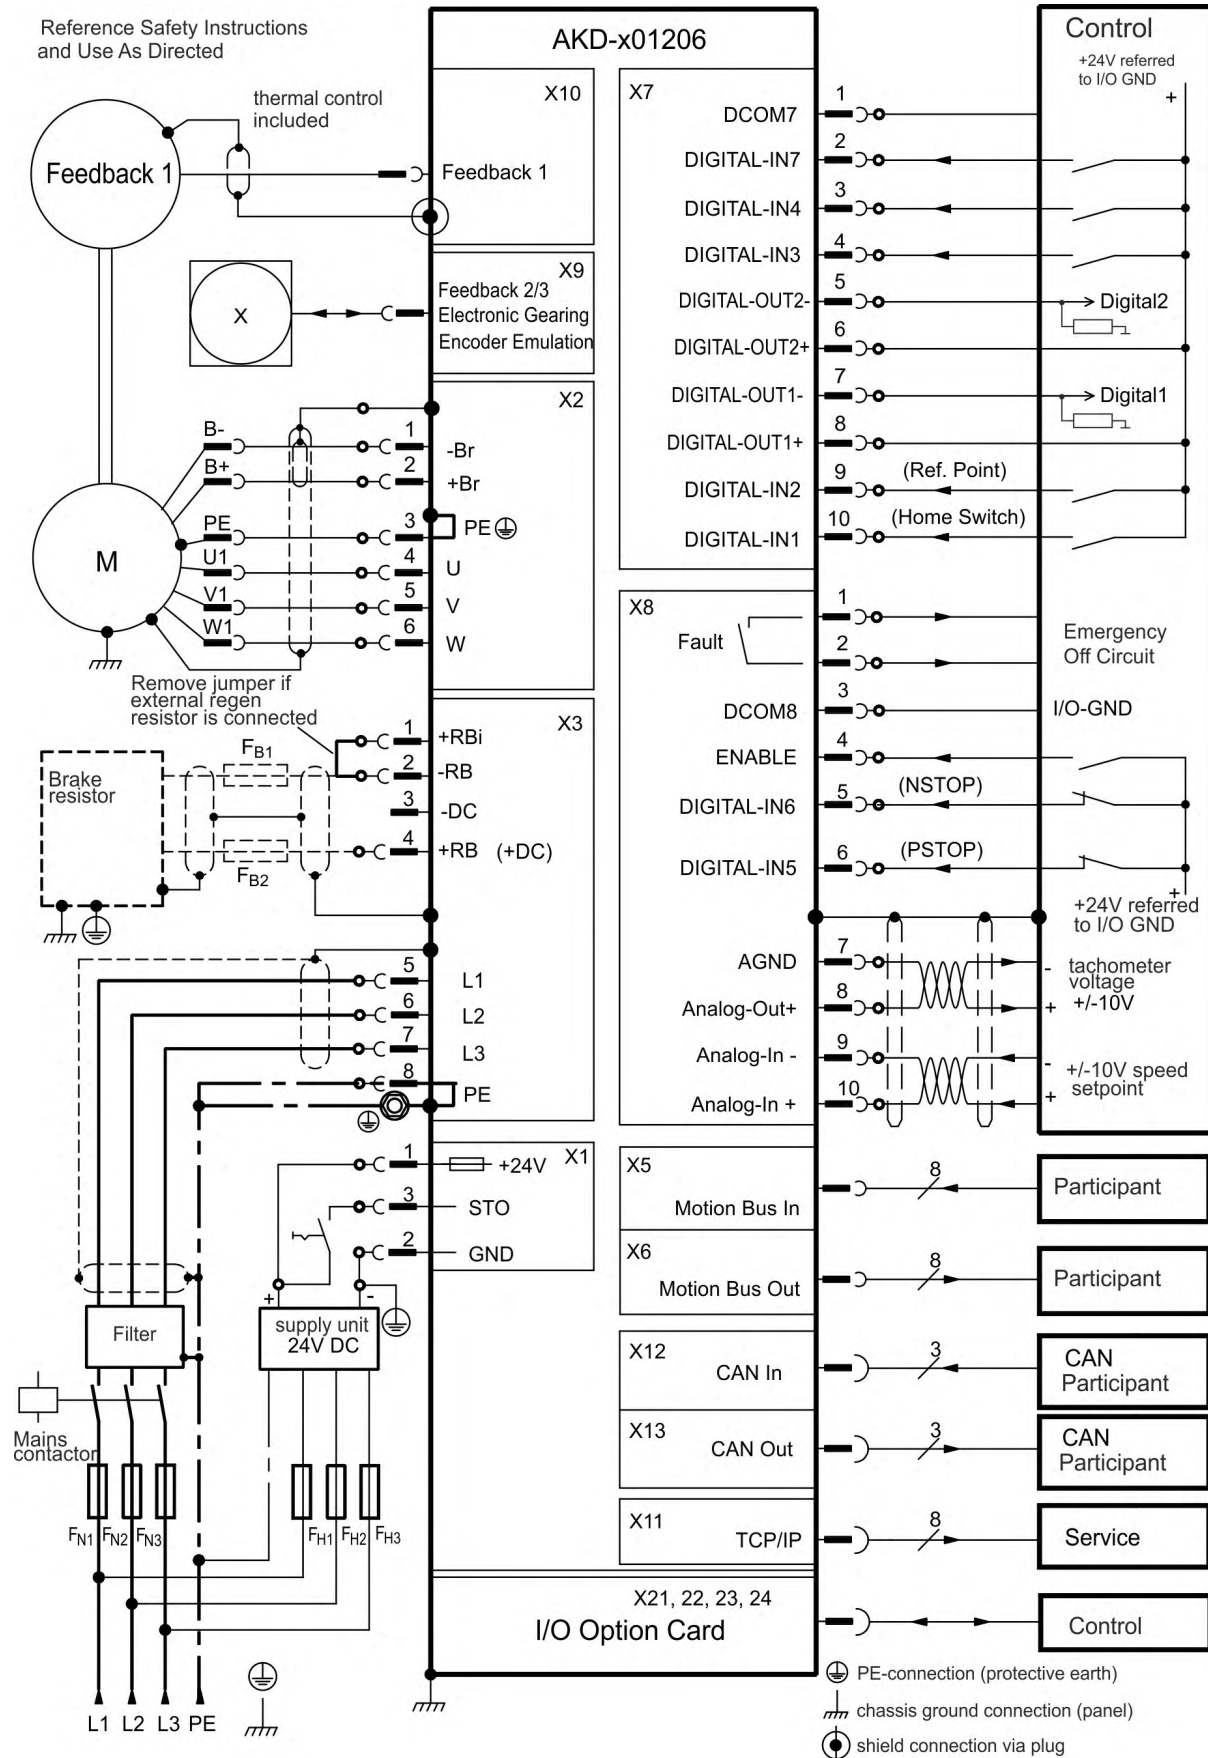 Reference Safety Instructions
and Use As Directed
AKD-x01206
Control
+24V referred
to I/O GND
+
thermal control
included
Feedback 1
X10
Feedback 1
X9
Feedback 2/3
Electronic Gearing
Encoder Emulation
X
X2
B-
1
-Br
B+
2
+Br
PE
3
PE
M
U1
4
U
V1
5
V
W1
6
W
Remove jumper if
external regen
resistor is connected
X3
1
+RBi
FB1
2
-RB
Brake
resistor
3
-DC
4
+RB (+DC)
FB2
5
L1
6
L2
7
L3
8
PE
X1
1
+24V
3
STO
2
GND
+
-
supply unit
24V DC
Filter
Mains
contactor
FN1
FN2
FN3
FH1
FH2
FH3
L1 L2 L3 PE
X7
1
DCOM7
2
DIGITAL-IN7
3
DIGITAL-IN4
4
DIGITAL-IN3
5
DIGITAL-OUT2-
Digital2
6
DIGITAL-OUT2+
7
DIGITAL-OUT1-
Digital1
8
DIGITAL-OUT1+
9
(Ref. Point)
DIGITAL-IN2
10
(Home Switch)
DIGITAL-IN1
X8
1
Fault
2
Emergency
Off Circuit
3
DCOM8
I/O-GND
4
ENABLE
5
(NSTOP)
DIGITAL-IN6
6
(PSTOP)
DIGITAL-IN5
+
+24V referred
to I/O GND
7
AGND
-
tachometer
voltage
8
Analog-Out+
+
+/-10V
9
Analog-In -
-
+/-10V speed
setpoint
10
Analog-In +
+
X5
Motion Bus In
8
Participant
X6
Motion Bus Out
8
Participant
X12
CAN In
3
CAN
Participant
X13
CAN Out
3
CAN
Participant
X11
TCP/IP
8
Service
X21, 22, 23, 24
I/O Option Card
Control
PE-connection (protective earth)
chassis ground connection (panel)
shield connection via plug